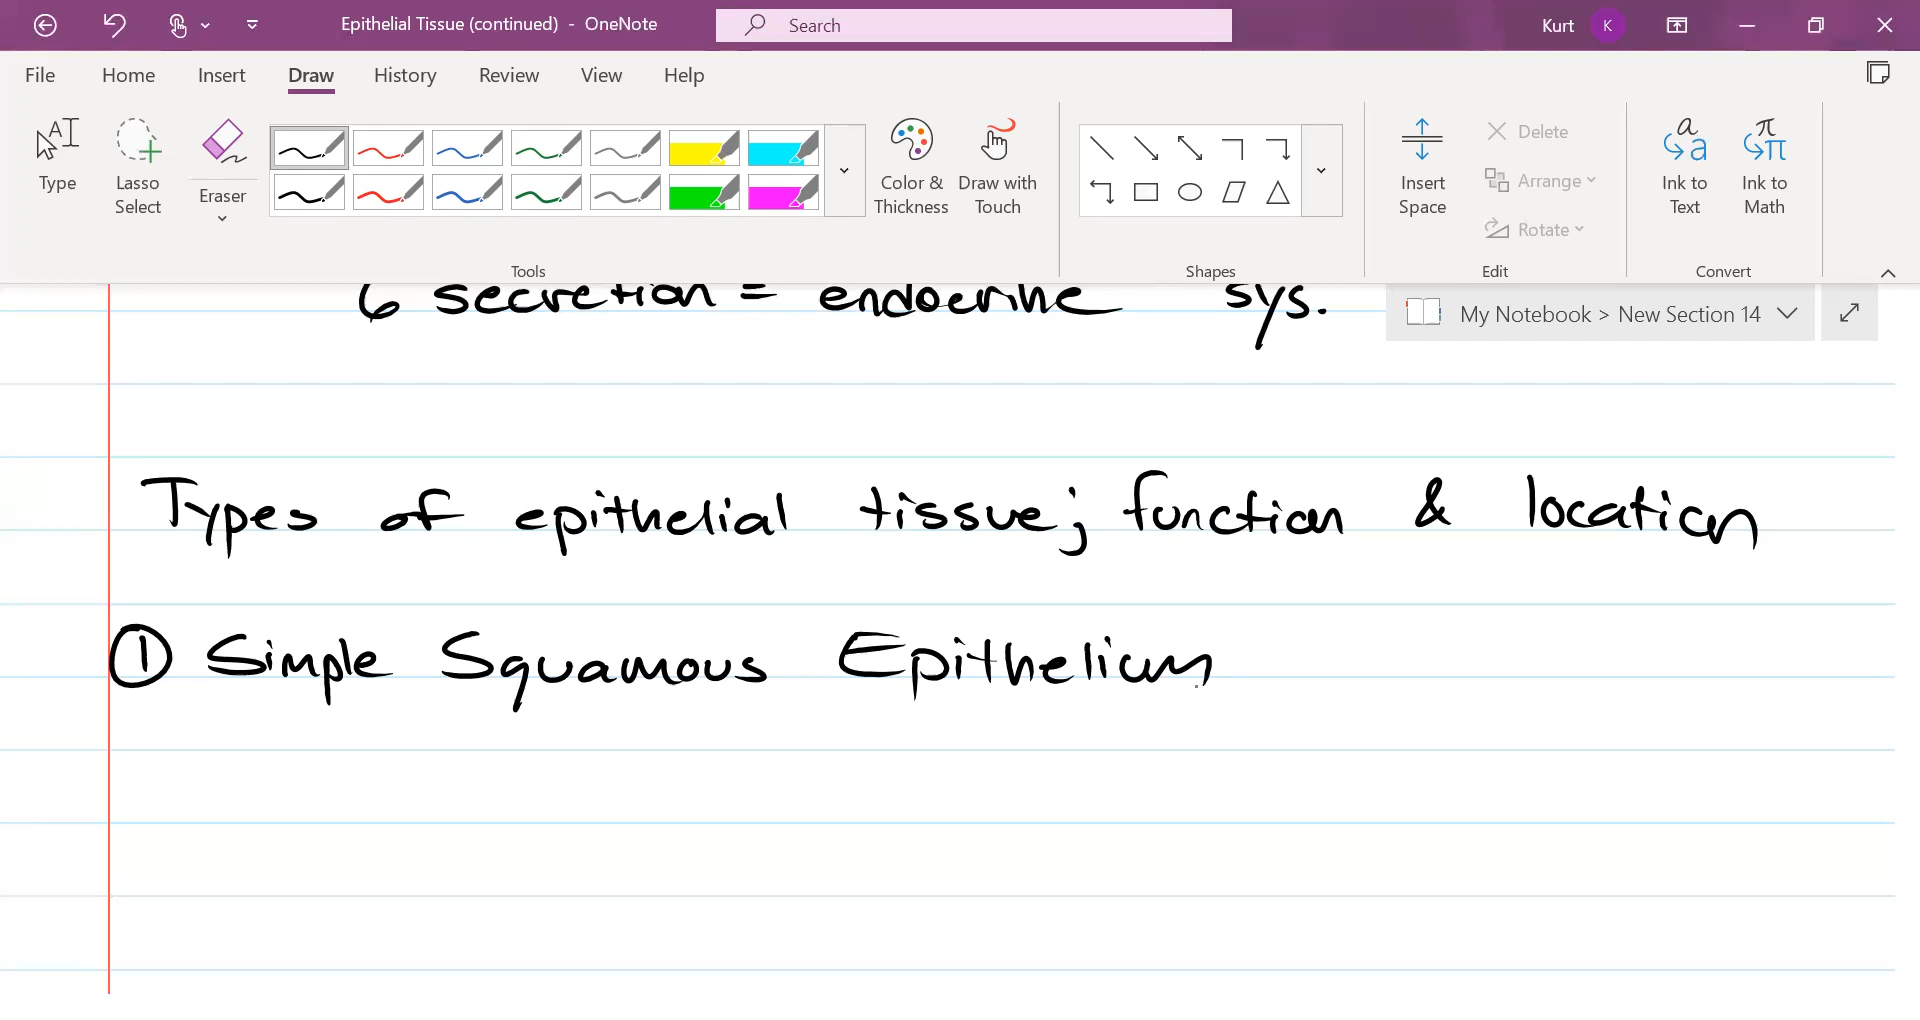 Epithelial Tissue (continued) - OneNote
Search
Kurt K
File Home Insert Draw History Review View Help
Type
Lasso Select
Eraser
Color & Thickness
Draw with Touch
Insert Space
Delete
Arrange
Rotate
Ink to Text
Ink to Math
Tools Shapes Edit Convert
My Notebook > New Section 14
6 secretion = endocrine sys.
Types of epithelial tissue; function & location
① Simple Squamous Epithelium